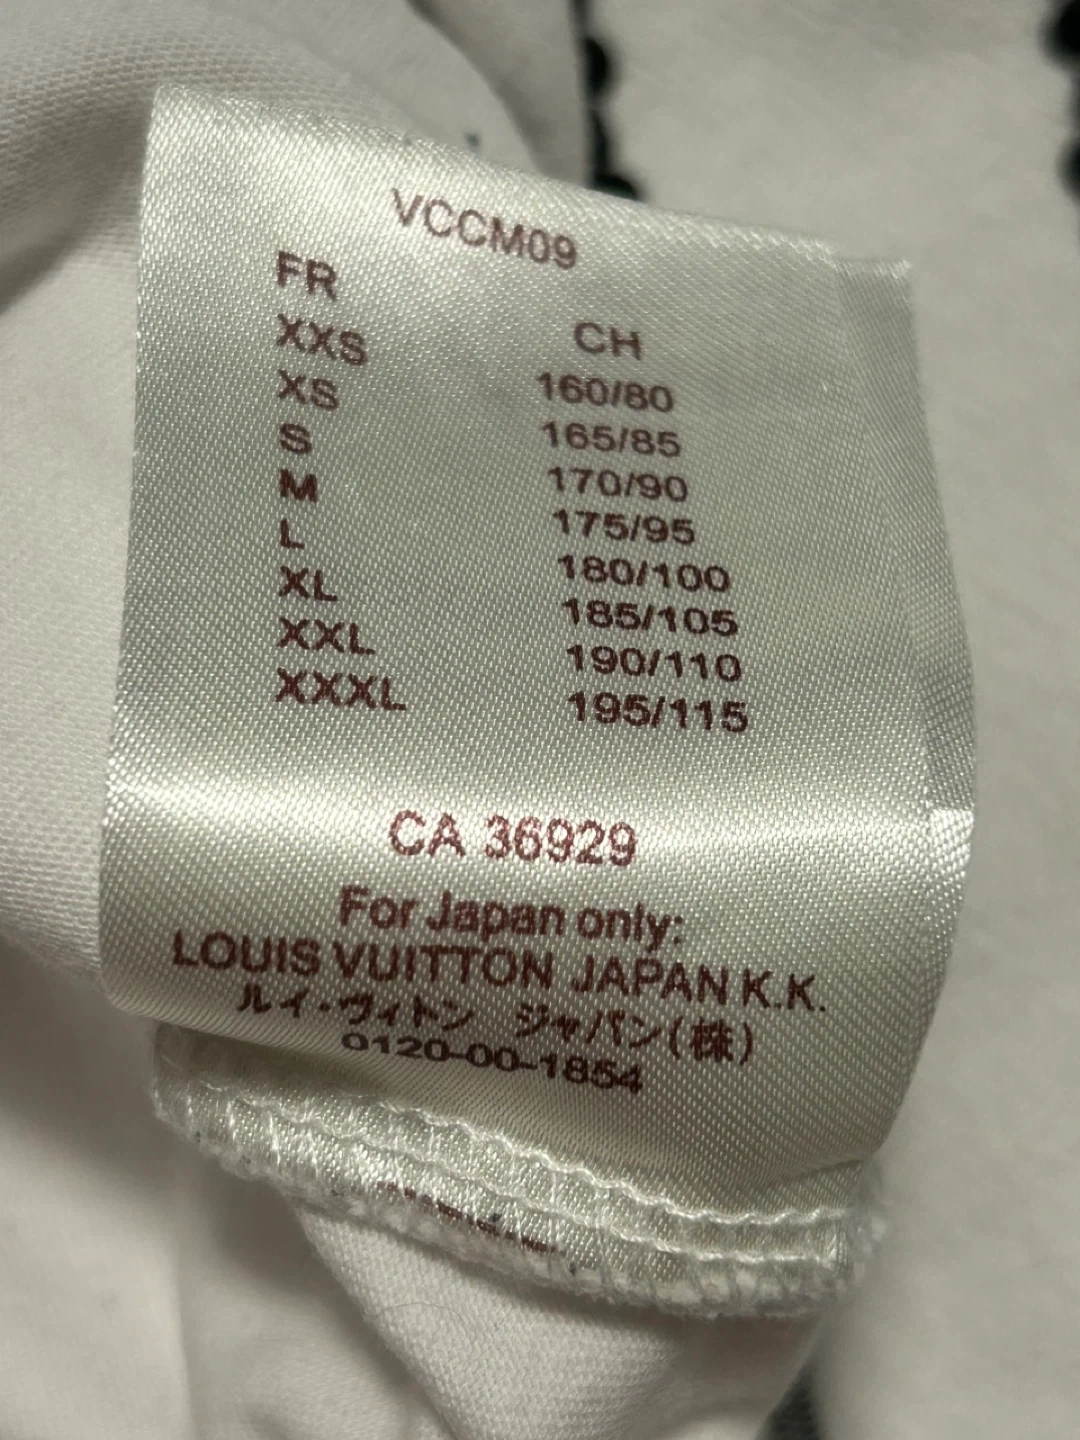 VCCM09
FR CH
XXS 160/80
XS 165/85
S 170/90
M 175/95
L 180/100
XL 185/105
XXL 190/110
XXXL 195/115
CA 36929
For Japan only:
LOUIS VUITTON JAPAN K.K.
ルイ・ヴィトン ジャパン(株)
0120-00-1854